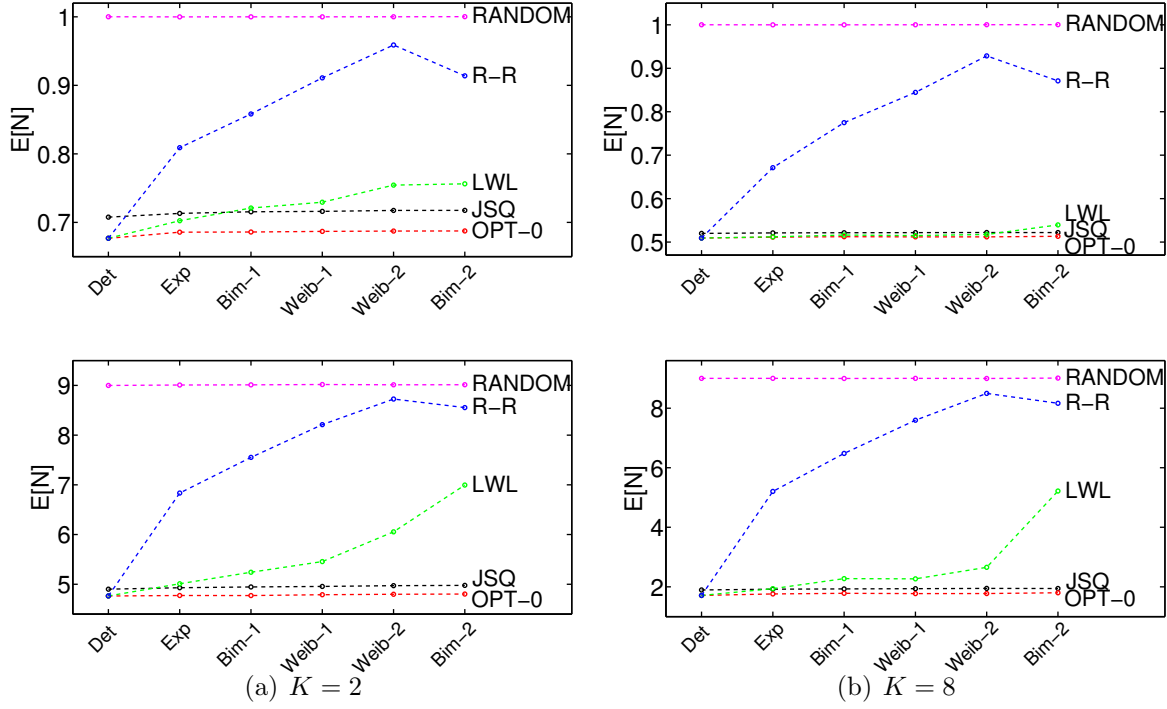 1
0.9
0.8
0.7
E[N]
RANDOM
R−R
LWL
JSQ
OPT−0
Det
Exp
Bim−1
Weib−1
Weib−2
Bim−2
1
0.9
0.8
0.7
0.6
0.5
E[N]
RANDOM
R−R
LWL
JSQ
OPT−0
Det
Exp
Bim−1
Weib−1
Weib−2
Bim−2
9
8
7
6
5
E[N]
RANDOM
R−R
LWL
JSQ
OPT−0
Det
Exp
Bim−1
Weib−1
Weib−2
Bim−2
(a) K = 2
8
6
4
2
E[N]
RANDOM
R−R
LWL
JSQ
OPT−0
Det
Exp
Bim−1
Weib−1
Weib−2
Bim−2
(b) K = 8